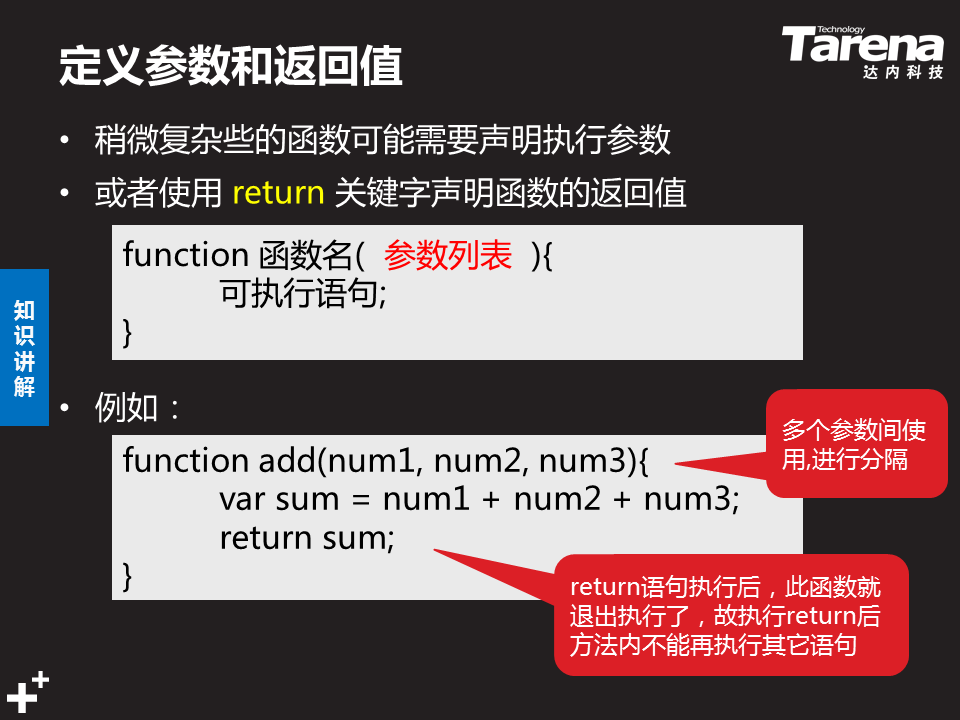 定义参数和返回值
Technology
Tarena
达内科技
• 稍微复杂些的函数可能需要声明执行参数
• 或者使用 return 关键字声明函数的返回值
function 函数名( 参数列表 ){
可执行语句;
}
知识讲解
• 例如：
function add(num1, num2, num3){
var sum = num1 + num2 + num3;
return sum;
}
多个参数间使
用,进行分隔
return语句执行后，此函数就
退出执行了，故执行return后
方法内不能再执行其它语句